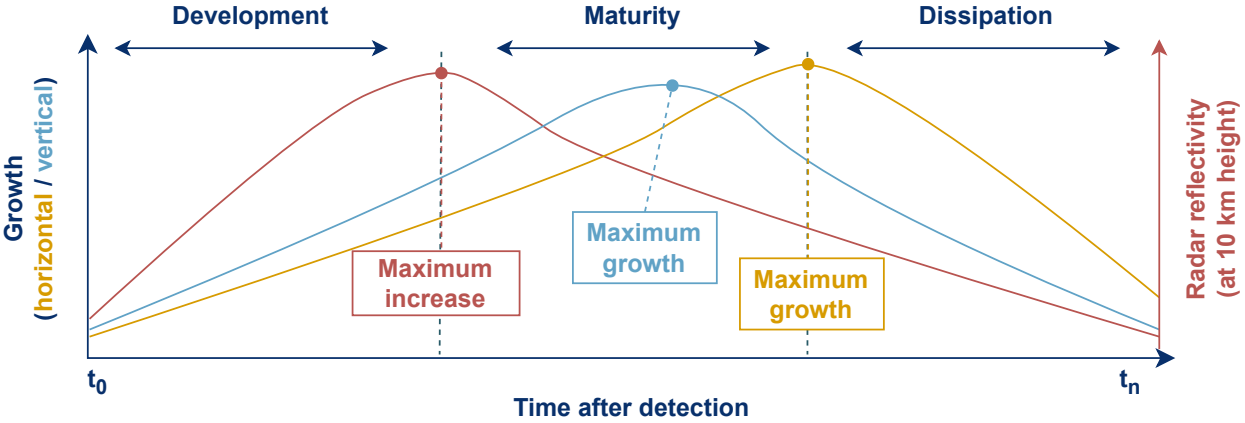 Development
Maturity
Dissipation
Growth
(horizontal / vertical)
Radar reflectivity
(at 10 km height)
Maximum
growth
Maximum
increase
Maximum
growth
t0
tn
Time after detection